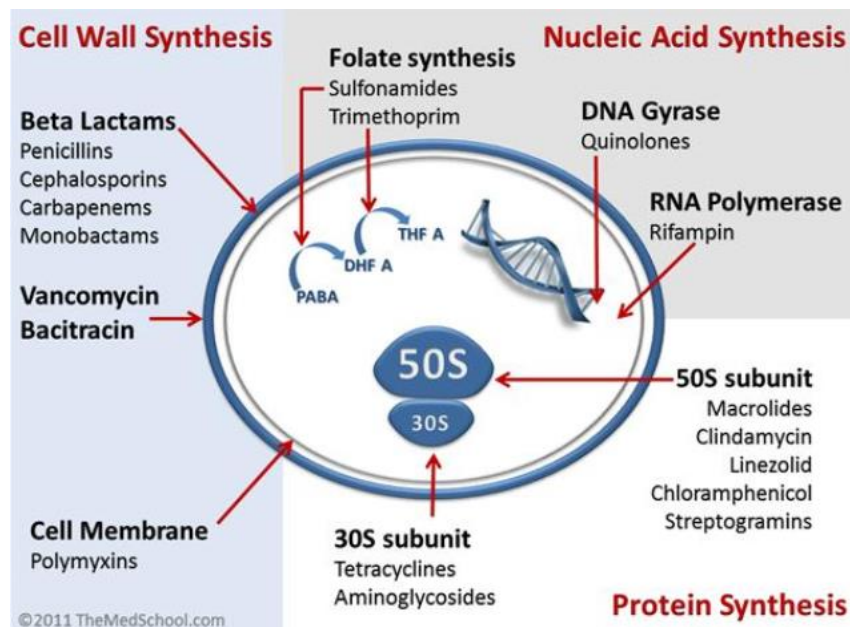 Cell Wall Synthesis
Beta Lactams
Penicillins
Cephalosporins
Carbapenems
Monobactams
Vancomycin
Bacitracin
Cell Membrane
Polymyxins
©2011 TheMedSchool.com
Nucleic Acid Synthesis
Folate synthesis
Sulfonamides
Trimethoprim
PABA
DHF A
THF A
DNA Gyrase
Quinolones
RNA Polymerase
Rifampin
50S
30S
50S subunit
Macrolides
Clindamycin
Linezolid
Chloramphenicol
Streptogramins
30S subunit
Tetracyclines
Aminoglycosides
Protein Synthesis